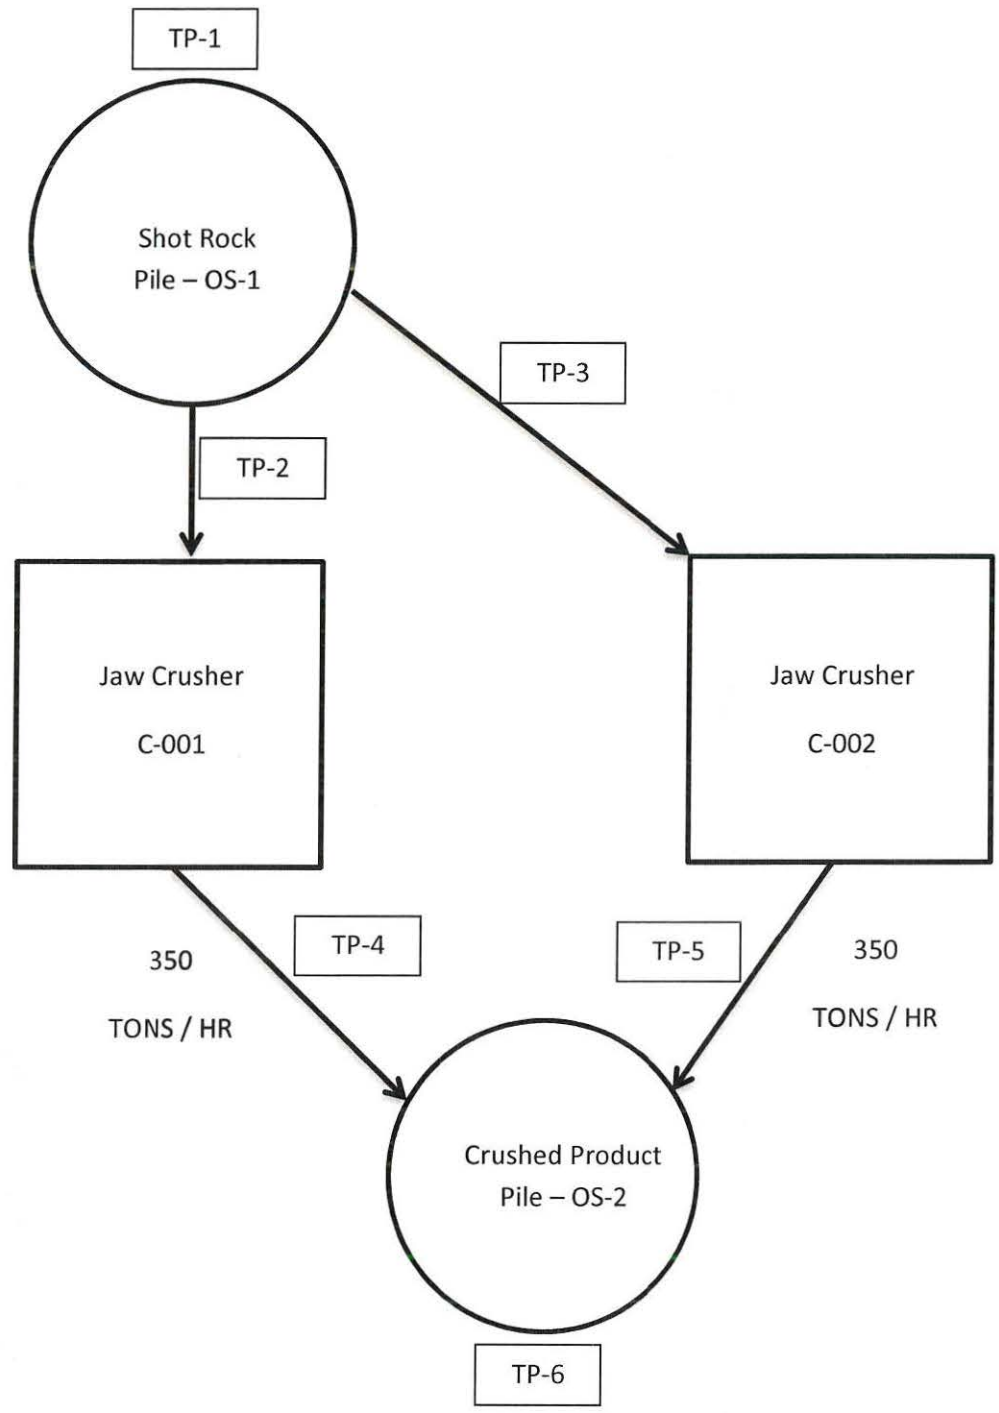 TP-1
Shot Rock
Pile – OS-1
TP-3
TP-2
Jaw Crusher
C-001
Jaw Crusher
C-002
TP-4
350
TONS / HR
TP-5
350
TONS / HR
Crushed Product
Pile – OS-2
TP-6